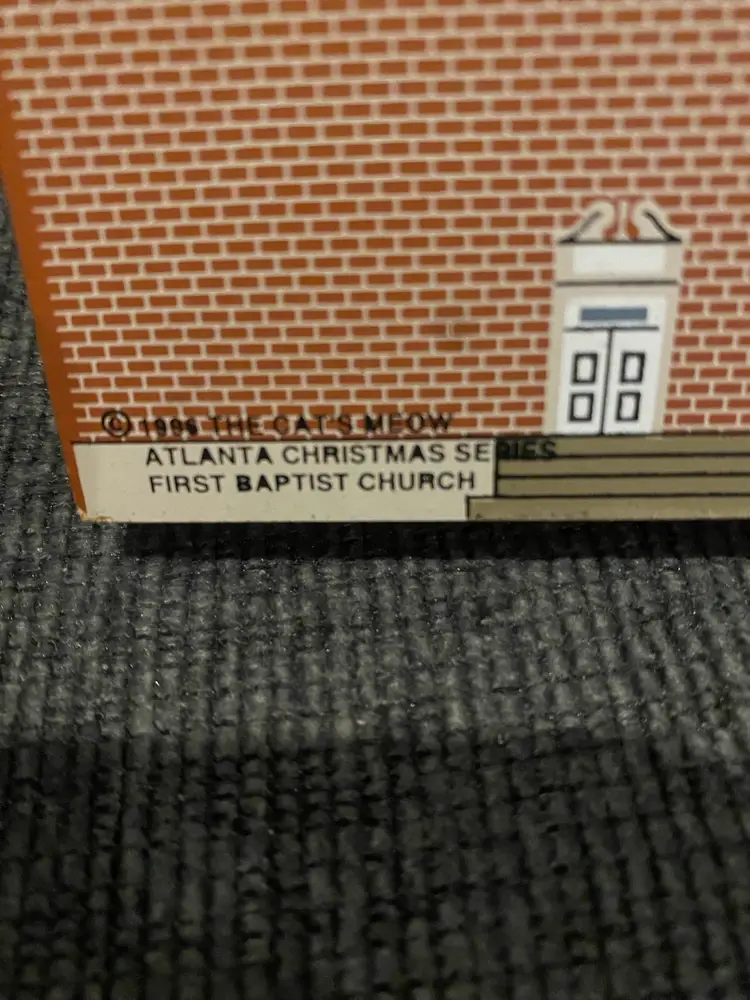 © 1996 THE CAT'S MEOW
ATLANTA CHRISTMAS SERIES
FIRST BAPTIST CHURCH